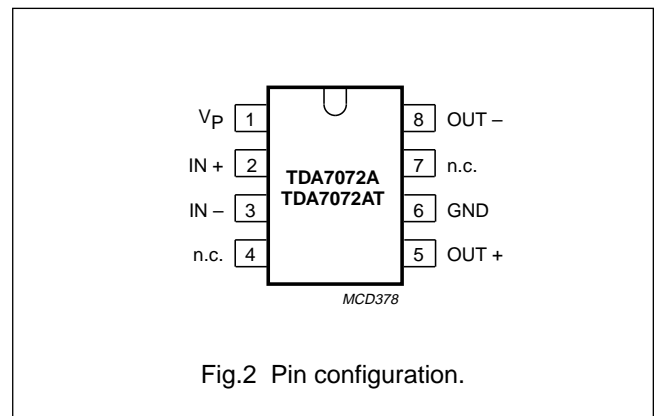 VP 1 8 OUT –
IN + 2 7 n.c.
TDA7072A
TDA7072AT
IN – 3 6 GND
n.c. 4 5 OUT +
MCD378
Fig.2 Pin configuration.